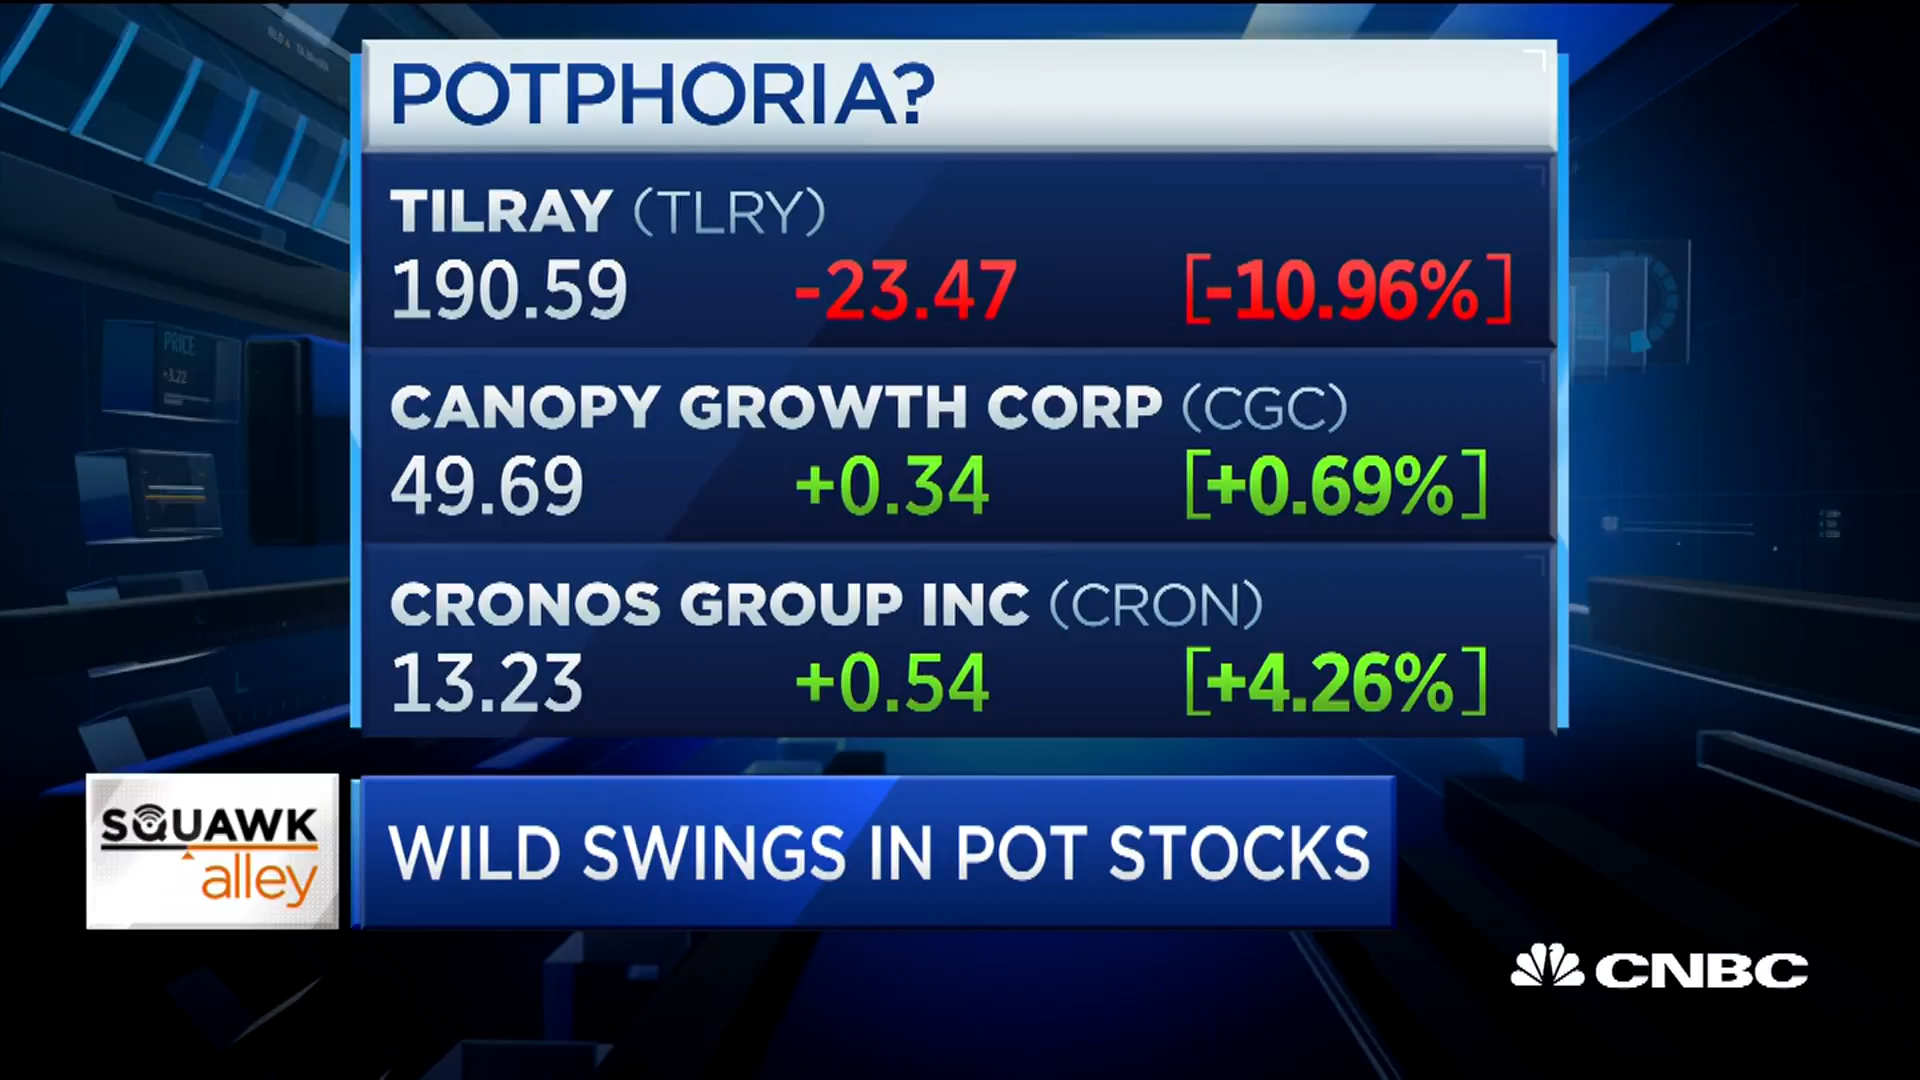 POTPHORIA?
TILRAY (TLRY)
190.59 -23.47 [-10.96%]
CANOPY GROWTH CORP (CGC)
49.69 +0.34 [+0.69%]
CRONOS GROUP INC (CRON)
13.23 +0.54 [+4.26%]
PRICE
SQUAWK
alley
WILD SWINGS IN POT STOCKS
CNBC